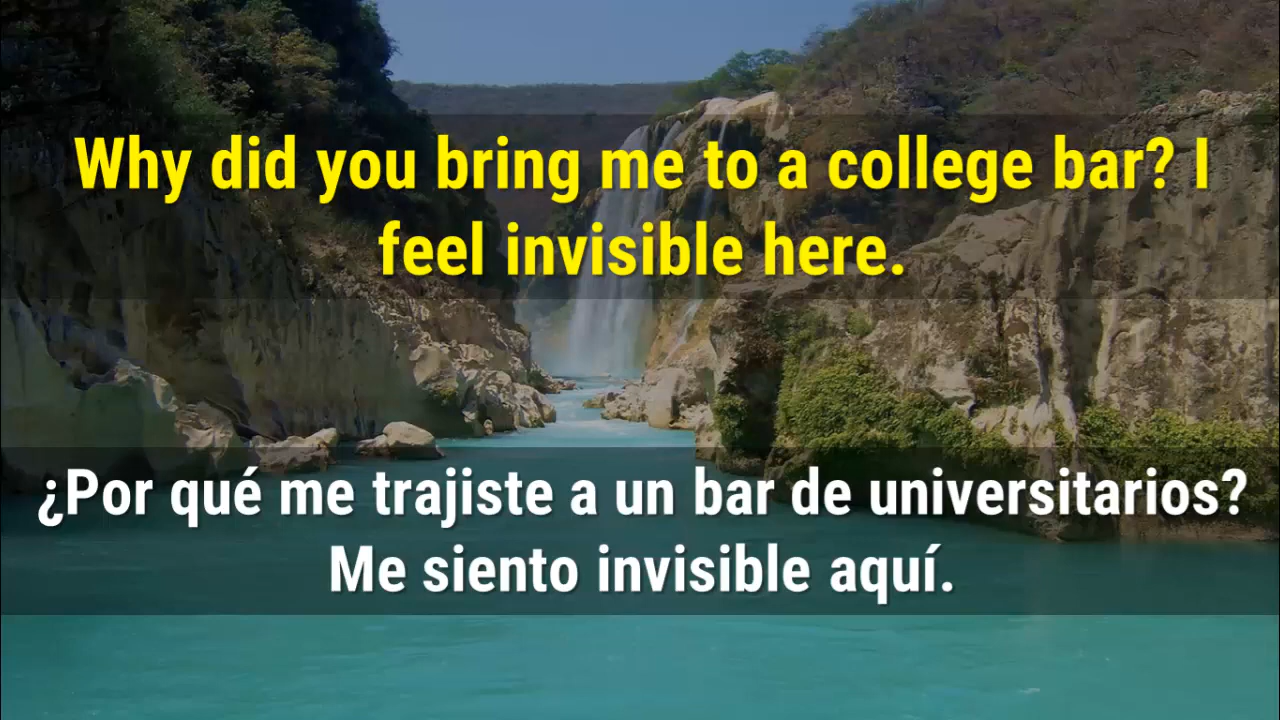 Why did you bring me to a college bar? I
feel invisible here.
¿Por qué me trajiste a un bar de universitarios?
Me siento invisible aquí.